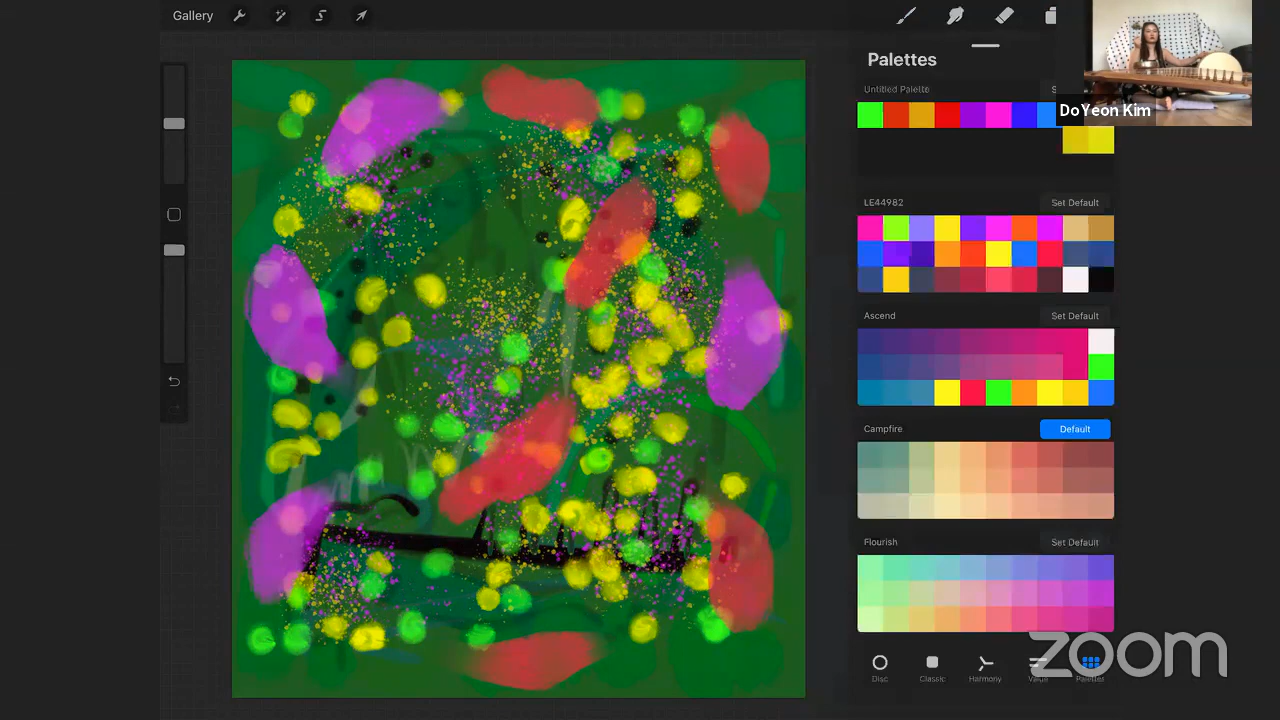 Gallery
Palettes
Untitled Palette
DoYeon Kim
LE44982
Set Default
Ascend
Set Default
Campfire
Default
Flourish
Set Default
Disc
Classic
Harmony
Value
Palettes
zoom